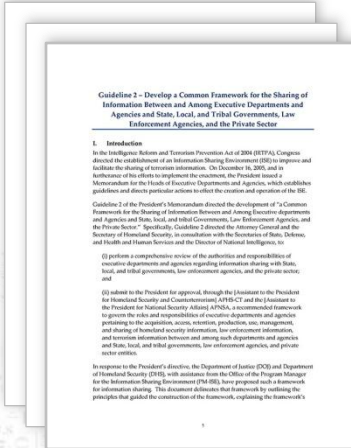 Guideline 2 – Develop a Common Framework for the Sharing of
Information Between and Among Executive Departments and
Agencies and State, Local, and Tribal Governments, Law
Enforcement Agencies, and the Private Sector
I. Introduction
In the Intelligence Reform and Terrorism Prevention Act of 2004 (IRTPA), Congress
directed the establishment of an Information Sharing Environment (ISE) to improve and
facilitate the sharing of terrorism information. On December 16, 2005, and in
furtherance of his efforts to implement the enactment, the President issued a
Memorandum for the Heads of Executive Departments and Agencies, which establishes
guidelines and directs particular actions to effect the creation and operation of the ISE.
Guideline 2 of the President's Memorandum directed the development of "a Common
Framework for the Sharing of Information Between and Among Executive departments
and Agencies and State, local, and tribal Governments, Law Enforcement Agencies, and
the Private Sector." Specifically, Guideline 2 directed the Attorney General and the
Secretary of Homeland Security, in consultation with the Secretaries of State, Defense,
and Health and Human Services and the Director of National Intelligence, to:
(i) perform a comprehensive review of the authorities and responsibilities of
executive departments and agencies regarding information sharing with State,
local, and tribal governments, law enforcement agencies, and the private sector;
and
(ii) submit to the President for approval, through the [Assistant to the President
for Homeland Security and Counterterrorism] APHS-CT and the [Assistant to
the President for National Security Affairs] APNSA, a recommended framework
to govern the roles and responsibilities of executive departments and agencies
pertaining to the acquisition, access, retention, production, use, management,
and sharing of homeland security information, law enforcement information,
and terrorism information between and among such departments and agencies
and State, local, and tribal governments, law enforcement agencies, and private
sector entities.
In response to the President's directive, the Department of Justice (DOJ) and Department
of Homeland Security (DHS), with assistance from the Office of the Program Manager
for the Information Sharing Environment (PM-ISE), have proposed such a framework
for information sharing. This document delineates that framework by outlining the
principles that guided the construction of the framework, explaining the framework's